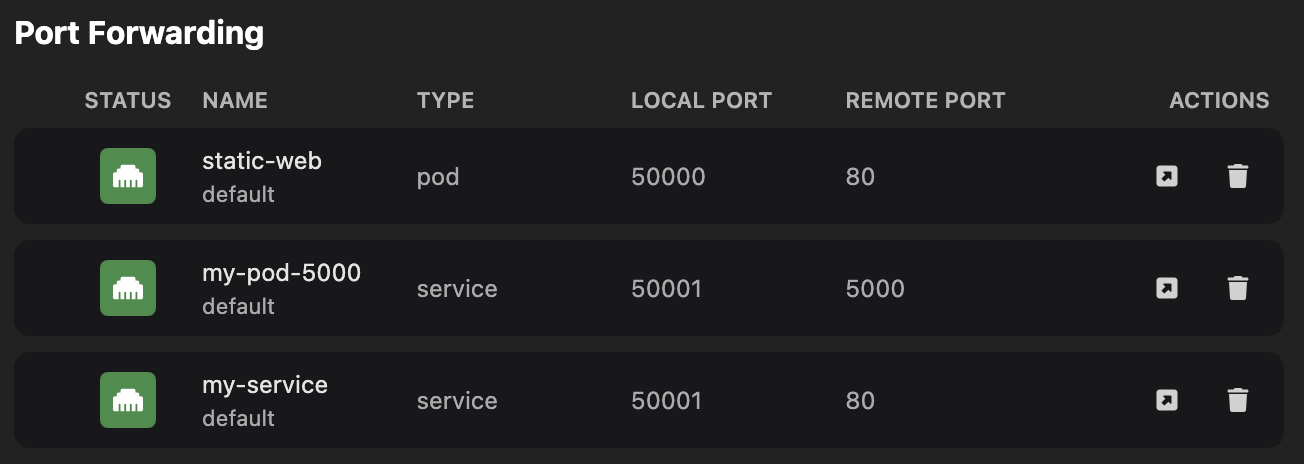 Port Forwarding
STATUS NAME TYPE LOCAL PORT REMOTE PORT ACTIONS
static-web
default
pod 50000 80
my-pod-5000
default
service 50001 5000
my-service
default
service 50001 80